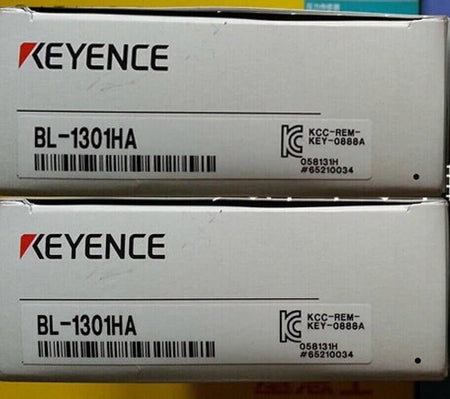 KEYENCE
BL-1301HA
KCC-REM-
KEY-0888A
058131H
#65210034
KEYENCE
BL-1301HA
KCC-REM-
KEY-0888A
058131H
#65210034